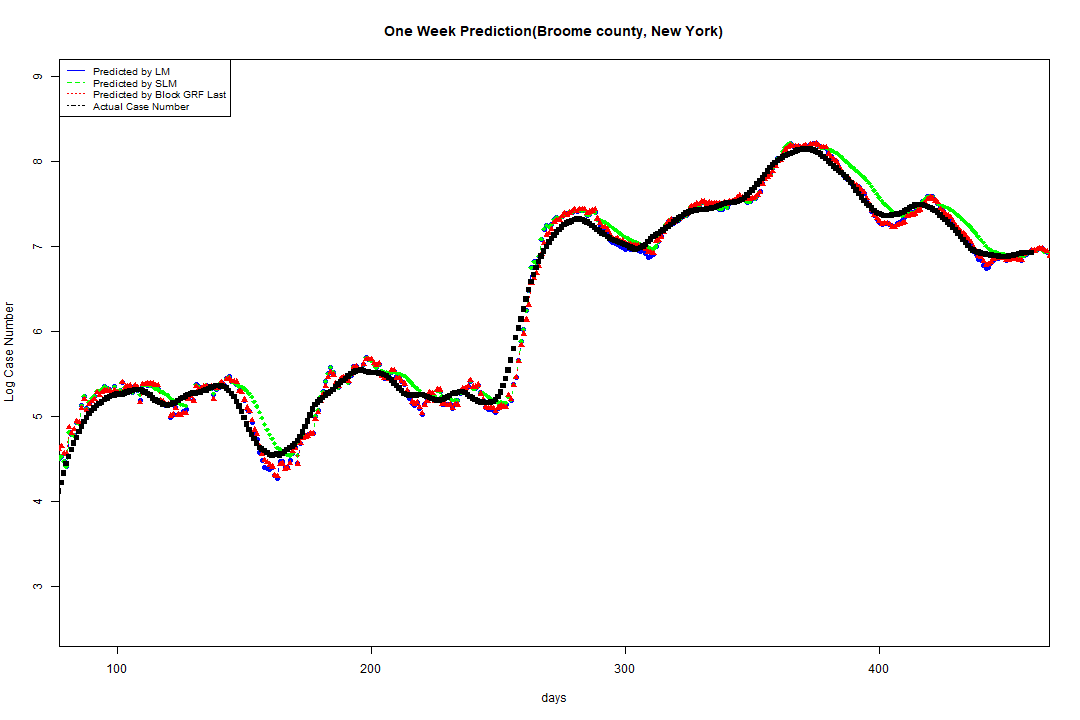 One Week Prediction(Broome county, New York)
Predicted by LM
Predicted by SLM
Predicted by Block GRF Last
Actual Case Number
9
8
7
6
5
4
3
Log Case Number
100 200 300 400
days